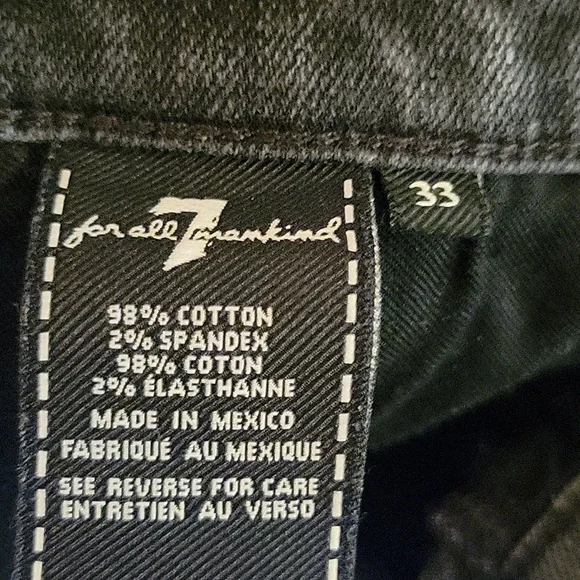 for all 7 mankind
33
98% COTTON
2% SPANDEX
98% COTON
2% ÉLASTHANNE
MADE IN MEXICO
FABRIQUÉ AU MEXIQUE
SEE REVERSE FOR CARE
ENTRETIEN AU VERSO